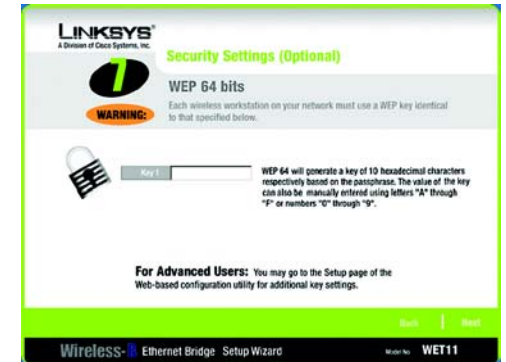 LINKSYS®
A Division of Cisco Systems, Inc.
Security Settings (Optional)
7
WEP 64 bits
WARNING:
Each wireless workstation on your network must use a WEP key identical
to that specified below.
Key 1
WEP 64 will generate a key of 10 hexadecimal characters
respectively based on the passphrase. The value of the key
can also be manually entered using letters "A" through
"F" or numbers "0" through "9".
For Advanced Users: You may go to the Setup page of the
Web-based configuration utility for additional key settings.
Back | Next
Wireless-B Ethernet Bridge Setup Wizard Model No WET11